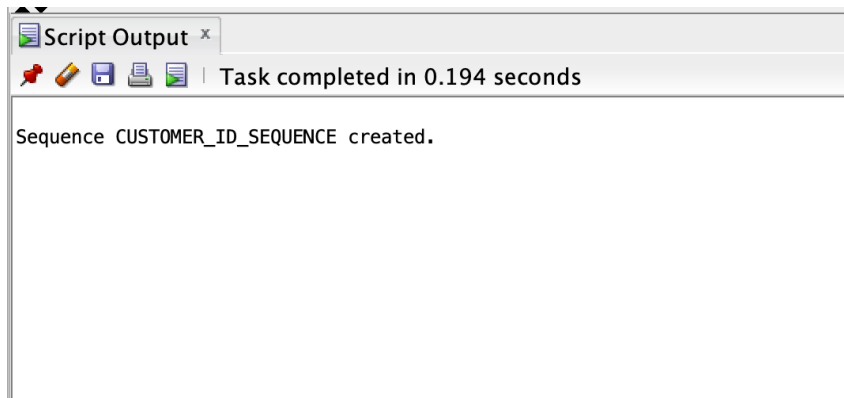 Script Output x
Task completed in 0.194 seconds
Sequence CUSTOMER_ID_SEQUENCE created.